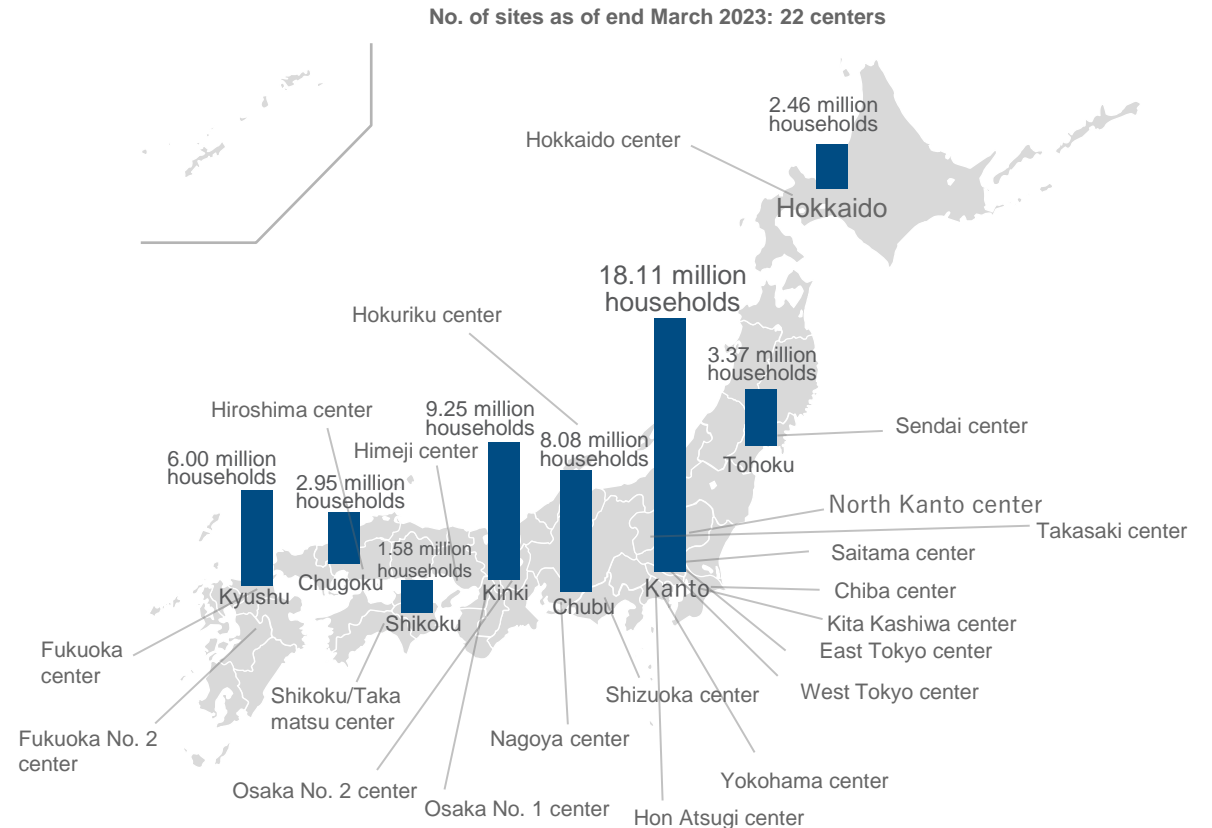 No. of sites as of end March 2023: 22 centers
2.46 million
households
Hokkaido center
Hokkaido
18.11 million
households
Hokuriku center
3.37 million
households
Hiroshima center
9.25 million
households
Sendai center
8.08 million
households
Himeji center
6.00 million
households
Tohoku
2.95 million
households
North Kanto center
Takasaki center
1.58 million
households
Saitama center
Chugoku
Kyushu
Kinki
Kanto
Chiba center
Chubu
Shikoku
Kita Kashiwa center
Fukuoka
center
East Tokyo center
Shikoku/Taka
matsu center
Shizuoka center
West Tokyo center
Fukuoka No. 2
center
Nagoya center
Yokohama center
Osaka No. 2 center
Osaka No. 1 center
Hon Atsugi center